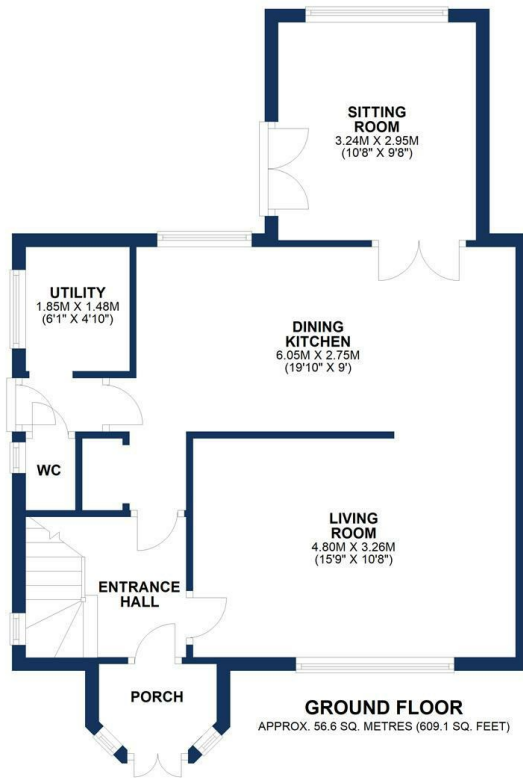 SITTING
ROOM
3.24M X 2.95M
(10'8" X 9'8")
UTILITY
1.85M X 1.48M
(6'1" X 4'10")
DINING
KITCHEN
6.05M X 2.75M
(19'10" X 9')
WC
LIVING
ROOM
4.80M X 3.26M
(15'9" X 10'8")
ENTRANCE
HALL
PORCH
GROUND FLOOR
APPROX. 56.6 SQ. METRES (609.1 SQ. FEET)